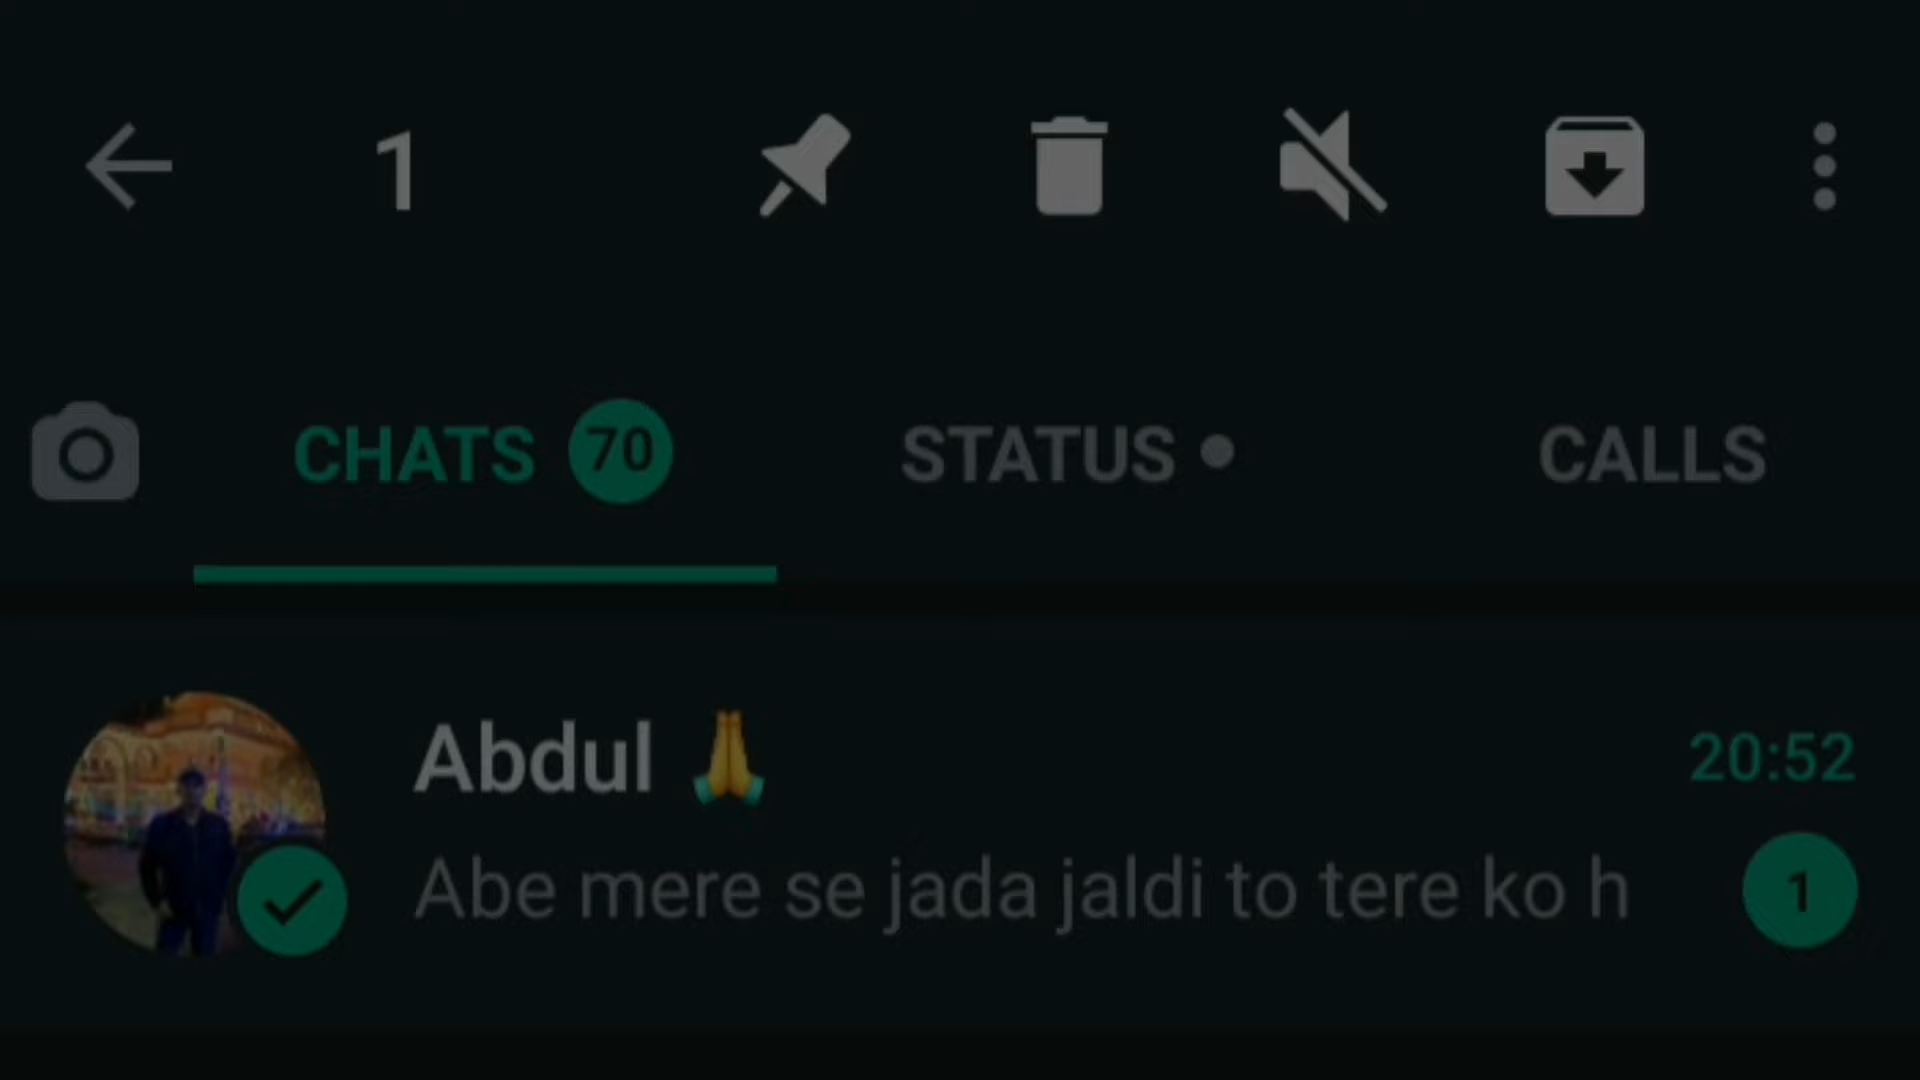 1
CHATS 70 STATUS CALLS
Abdul 🙏 20:52
Abe mere se jada jaldi to tere ko h 1